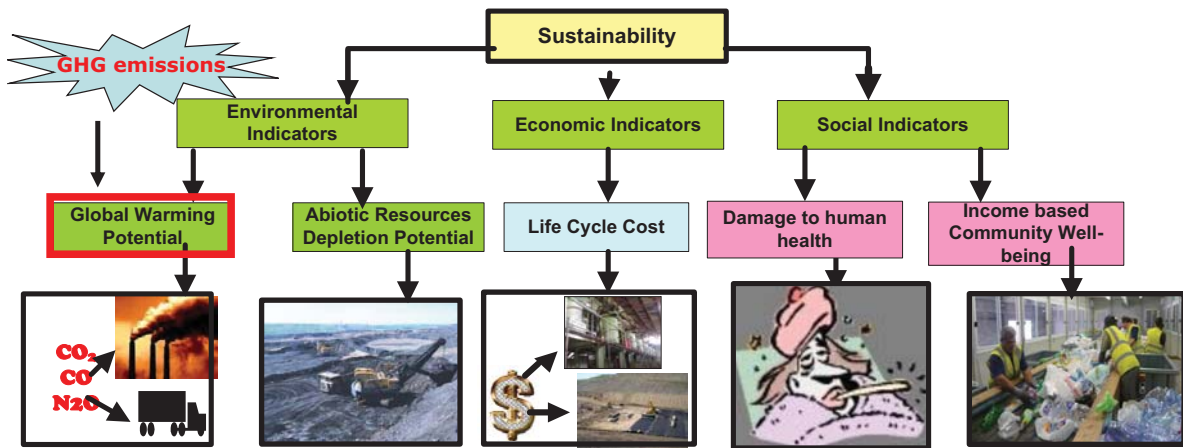 Sustainability
GHG emissions
Environmental
Indicators
Economic Indicators
Social Indicators
Global Warming
Potential
Abiotic Resources
Depletion Potential
Life Cycle Cost
Damage to human
health
Income based
Community Well-
being
CO₂
CO
N2O
$